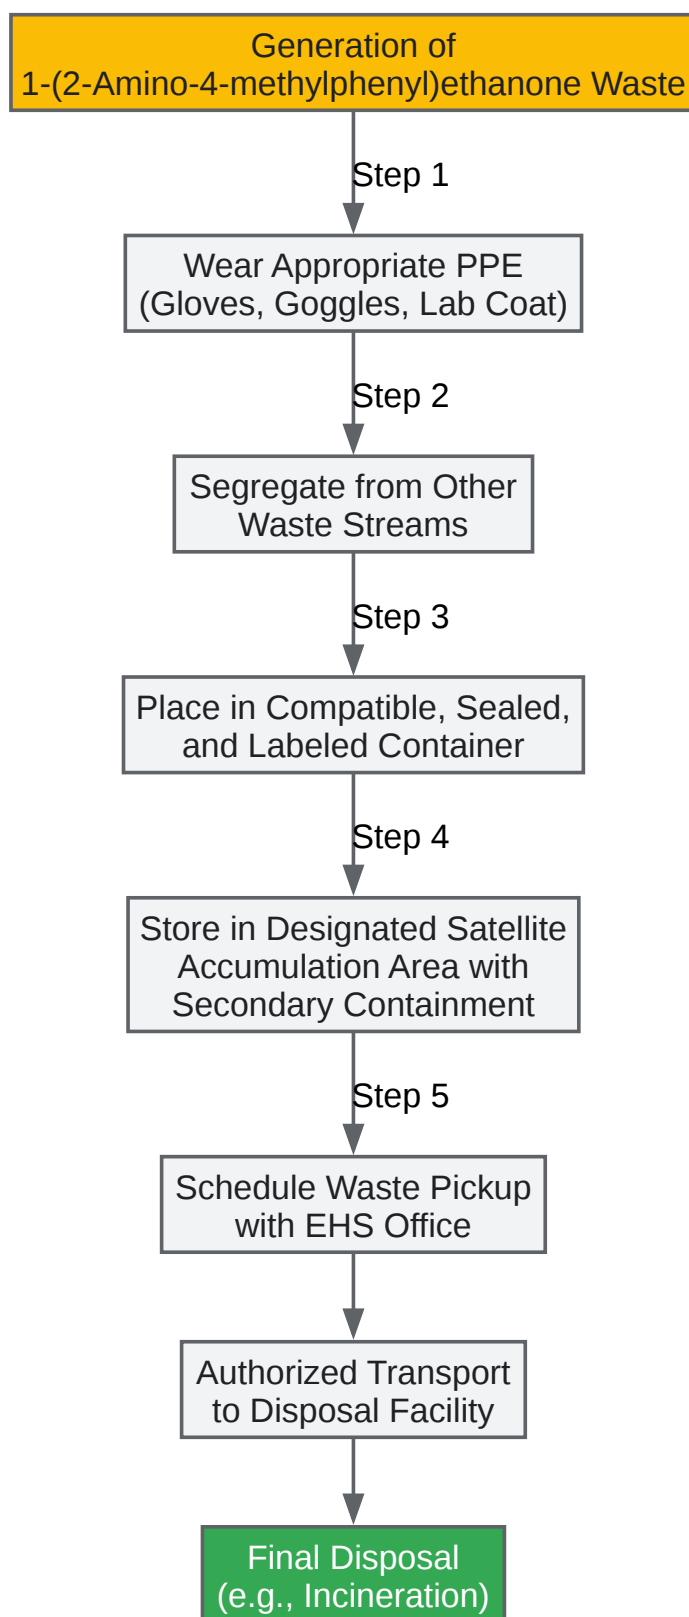 Generation of
1-(2-Amino-4-methylphenyl)ethanone Waste
Step 1
Wear Appropriate PPE
(Gloves, Goggles, Lab Coat)
Step 2
Segregate from Other
Waste Streams
Step 3
Place in Compatible, Sealed,
and Labeled Container
Step 4
Store in Designated Satellite
Accumulation Area with
Secondary Containment
Step 5
Schedule Waste Pickup
with EHS Office
Authorized Transport
to Disposal Facility
Final Disposal
(e.g., Incineration)